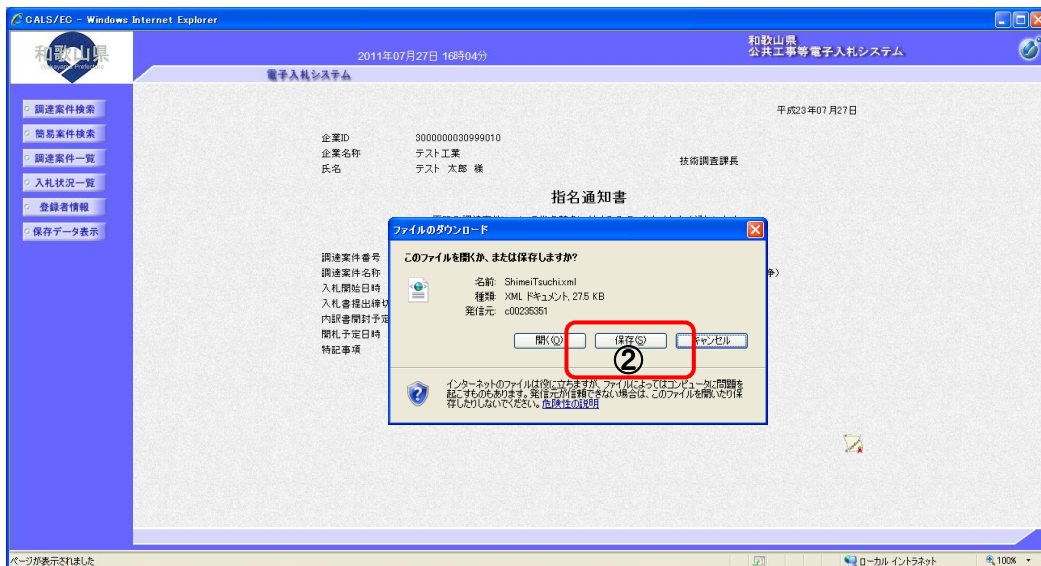 CALS/EC - Windows Internet Explorer
和歌山県
Wakayama Prefecture
2011年07月27日 16時04分
和歌山県
公共工事等電子入札システム
電子入札システム
調達案件検索
簡易案件検索
調達案件一覧
入札状況一覧
登録者情報
保存データ表示
平成23年07月27日
企業ID 3000000030999010
企業名称 テスト工業
氏名 テスト 太郎 様
技術調査課長
指名通知書
調達案件番号
調達案件名称
入札開始日時
入札書提出締切
内訳書開封予定
開札予定日時
特記事項
争)
ファイルのダウンロード
このファイルを開くか、または保存しますか?
名前: ShimeiTsuchi.xml
種類: XML ドキュメント, 27.5 KB
発信元: c00235351
開く(O)
保存(S)
キャンセル
②
インターネットのファイルは役に立ちますが、ファイルによってはコンピュータに問題を
起こすものもあります。発信元が信頼できない場合は、このファイルを開いたり保
存したりしないでください。危険性の説明
ページが表示されました
ローカル イントラネット
100%